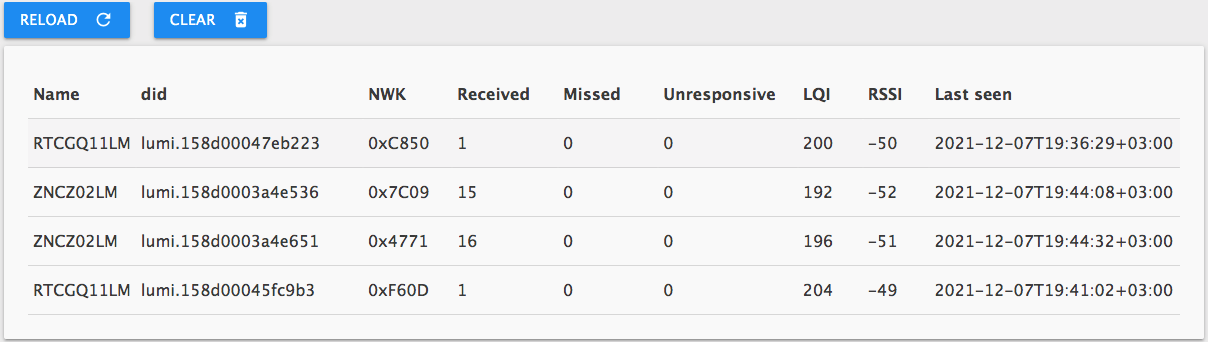 RELOAD CLEAR
Name did NWK Received Missed Unresponsive LQI RSSI Last seen
RTCGQ11LM lumi.158d00047eb223 0xC850 1 0 0 200 -50 2021-12-07T19:36:29+03:00
ZNCZ02LM lumi.158d0003a4e536 0x7C09 15 0 0 192 -52 2021-12-07T19:44:08+03:00
ZNCZ02LM lumi.158d0003a4e651 0x4771 16 0 0 196 -51 2021-12-07T19:44:32+03:00
RTCGQ11LM lumi.158d00045fc9b3 0xF60D 1 0 0 204 -49 2021-12-07T19:41:02+03:00